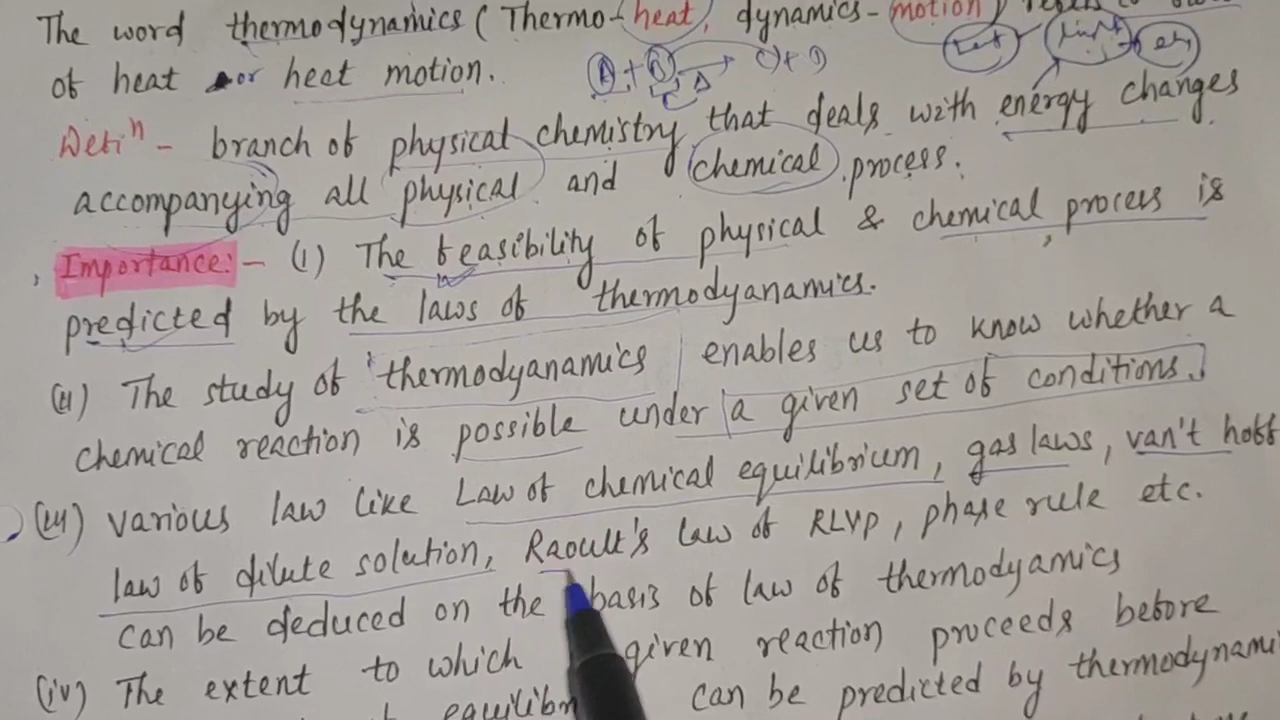 The word thermodynamics (Thermo-heat, dynamics-motion) refers to
of heat or heat motion.
A + B → C + D
Defiⁿ - branch of physical chemistry that deals with energy changes
accompanying all physical and chemical process.
Importance:- (i) The feasibility of physical & chemical process is
predicted by the laws of thermodyanamics.
(ii) The study of thermodyanamics enables us to know whether a
chemical reaction is possible under a given set of conditions.
(iii) various law like Law of chemical equilibrium, gas laws, van't hoff
law of dilute solution, Raoult's law of RLVP, phase rule etc.
can be deduced on the basis of law of thermodyamics
(iv) The extent to which given reaction proceeds before
can be predicted by thermodynami